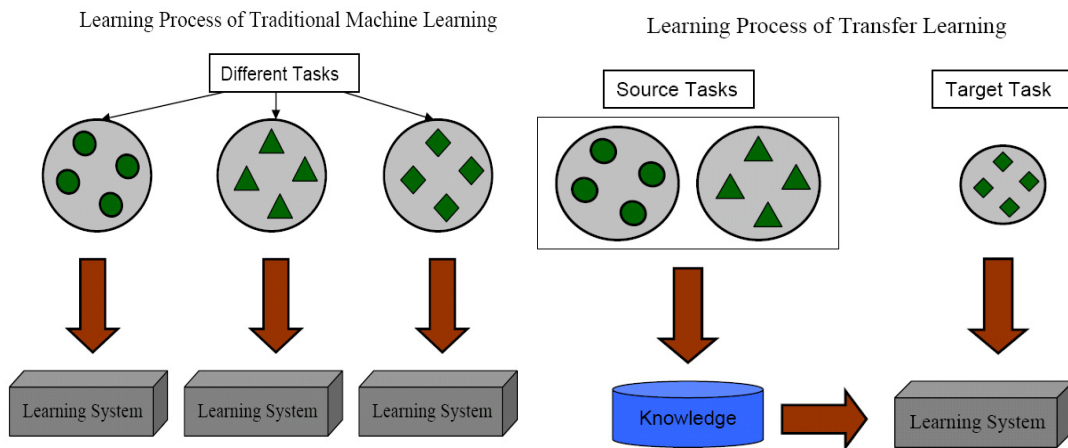 Learning Process of Traditional Machine Learning
Different Tasks
Learning System
Learning System
Learning System
Learning Process of Transfer Learning
Source Tasks
Target Task
Knowledge
Learning System